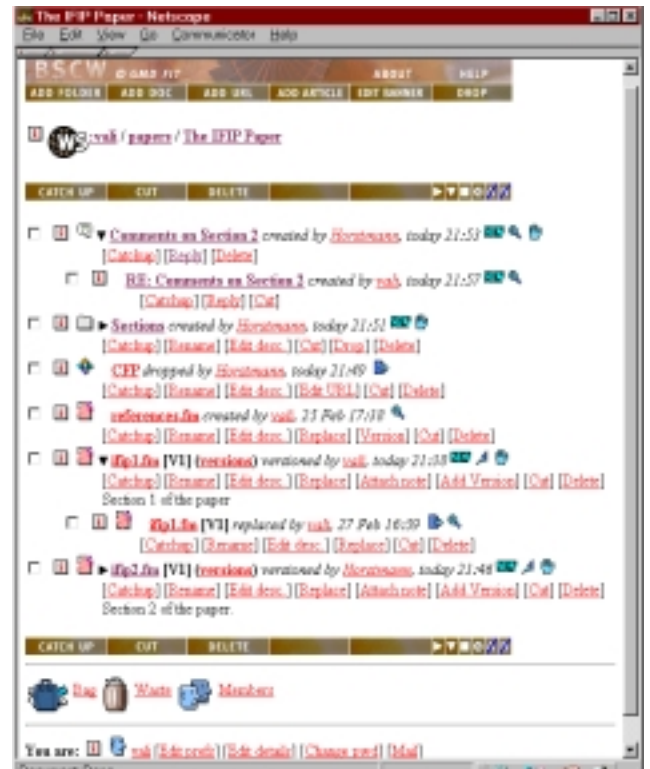 The IFIP Paper - Netscape
File Edit View Go Communicator Help
BSCW @ GMD FIT ABOUT HELP
ADD FOLDER ADD DOC ADD URL ADD ARTICLE EDIT BANNER DROP
:vali / papers / The IFIP Paper
CATCH UP CUT DELETE
Comments on Section 2 created by Horstmann, today 21:53
[Catchup] [Reply] [Delete]
RE: Comments on Section 2 created by vali, today 21:57
[Catchup] [Reply] [Cut]
Sections created by Horstmann, today 21:51
[Catchup] [Rename] [Edit desc.] [Cut] [Drop] [Delete]
CFP dropped by Horstmann, today 21:49
[Catchup] [Rename] [Edit desc.] [Edit URL] [Cut] [Delete]
references.fm created by vali, 25 Feb 17:38
[Catchup] [Rename] [Edit desc.] [Replace] [Version] [Cut] [Delete]
ifip1.fm [V1] (versions) versioned by vali, today 21:38
[Catchup] [Rename] [Edit desc.] [Replace] [Attach note] [Add Version] [Cut] [Delete]
Section 1 of the paper
ifip1.fm [V1] replaced by vali, 27 Feb 16:39
[Catchup] [Rename] [Edit desc.] [Replace] [Cut] [Delete]
ifip2.fm [V1] (versions) versioned by Horstmann, today 21:46
[Catchup] [Rename] [Edit desc.] [Replace] [Attach note] [Add Version] [Cut] [Delete]
Section 2 of the paper.
CATCH UP CUT DELETE
Bag Waste Members
You are: vali [Edit prefs] [Edit details] [Change pwd] [Mail]